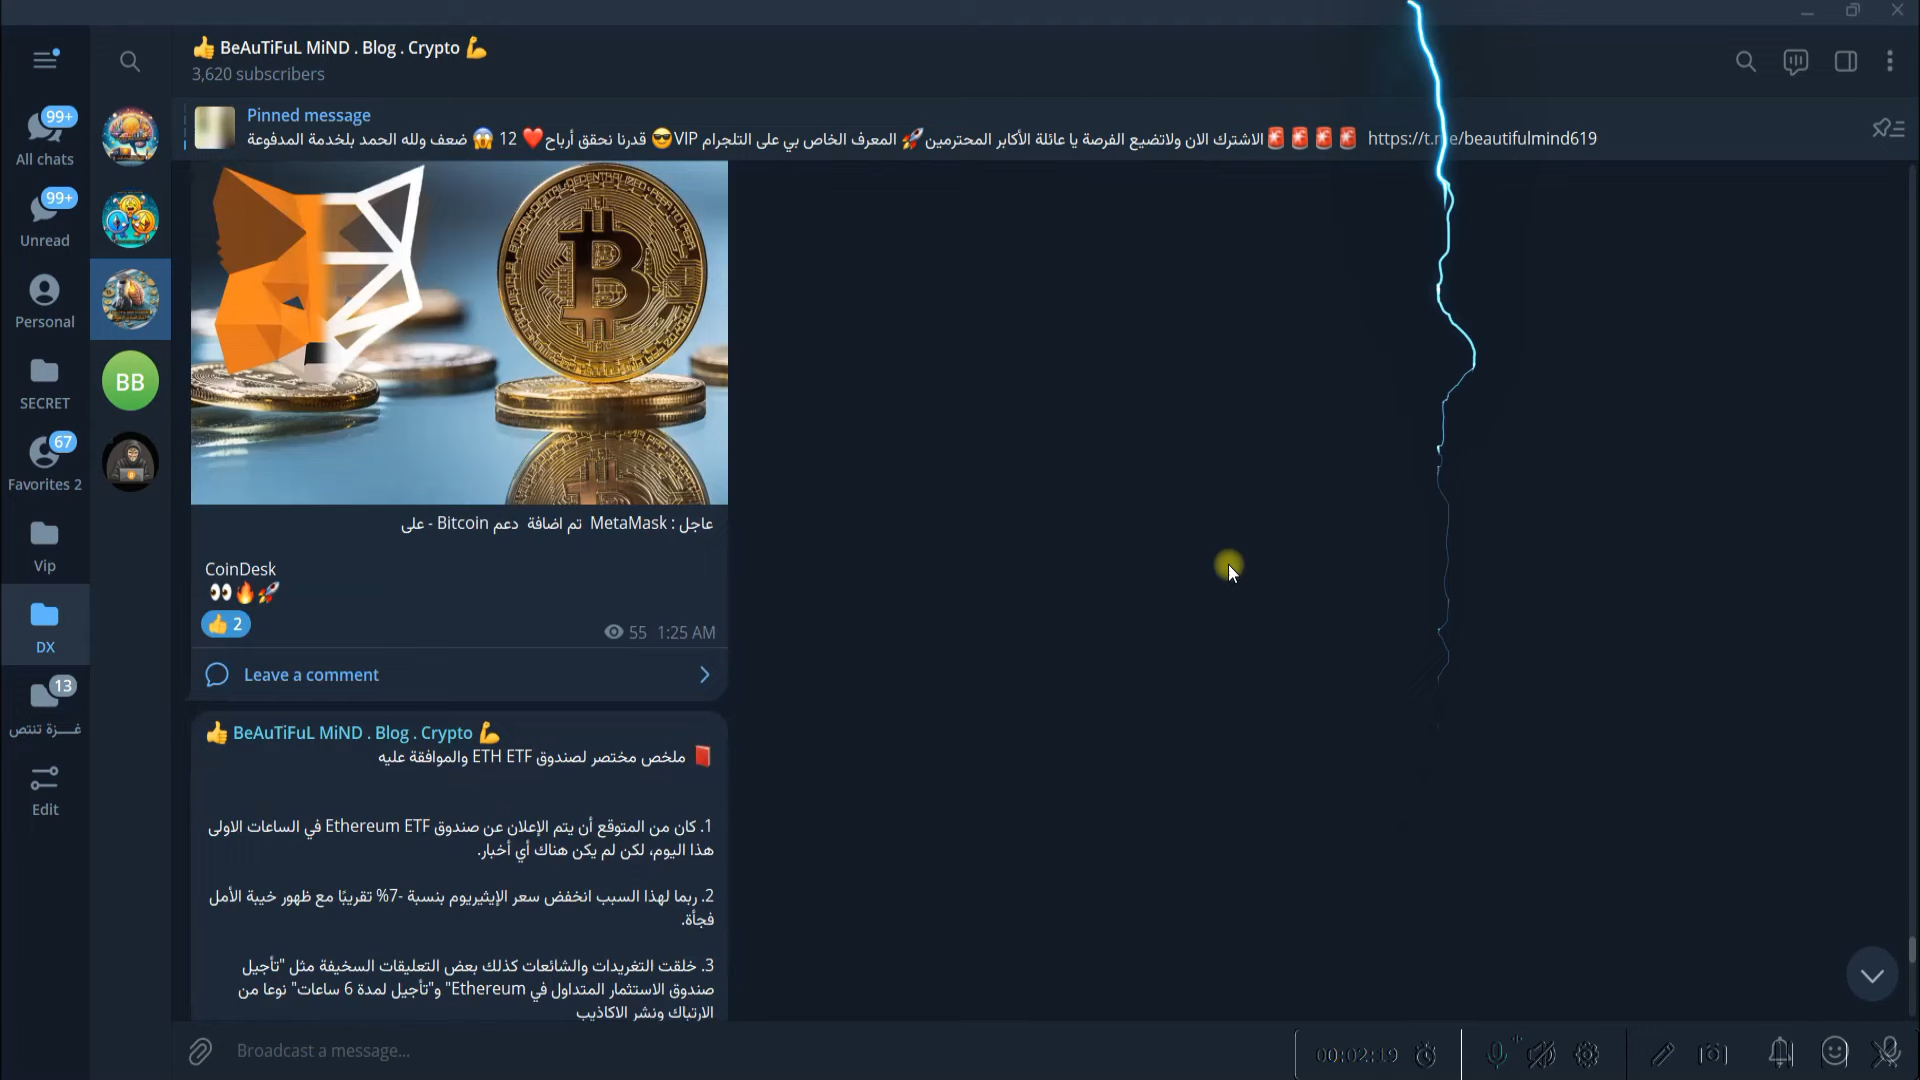 👍 BeAuTiFuL MiND . Blog . Crypto 💪
3,620 subscribers
Pinned message
الاشترك الان ولاتضيع الفرصة يا عائلة الأكابر المحترمين🚀 المعرف الخاص بي على التلجرام VIP😎 قدرنا نحقق أرباح❤️ 12 😱 ضعف ولله الحمد بلخدمة المدفوعة
🚨🚨🚨🚨 https://t.me/beautifulmind619
99+
All chats
99+
Unread
Personal
SECRET
67
Favorites 2
Vip
DX
13
غـــزة تنتص
Edit
BB
عاجل : MetaMask تم اضافة دعم Bitcoin - على
CoinDesk
👀🔥🚀
👍 2
55 1:25 AM
Leave a comment
👍 BeAuTiFuL MiND . Blog . Crypto 💪
📕 ملخص مختصر لصندوق ETH ETF والموافقة عليه
1. كان من المتوقع أن يتم الإعلان عن صندوق Ethereum ETF في الساعات الاولى
هذا اليوم، لكن لم يكن هناك أي أخبار.
2. ربما لهذا السبب انخفض سعر الإيثيريوم بنسبة -7% تقريبًا مع ظهور خيبة الأمل
فجأة.
3. خلقت التغريدات والشائعات كذلك بعض التعليقات السخيفة مثل "تأجيل
صندوق الاستثمار المتداول في Ethereum" و"تأجيل لمدة 6 ساعات" نوعا من
الارتباك ونشر الاكاذيب
Broadcast a message...
00:02:19